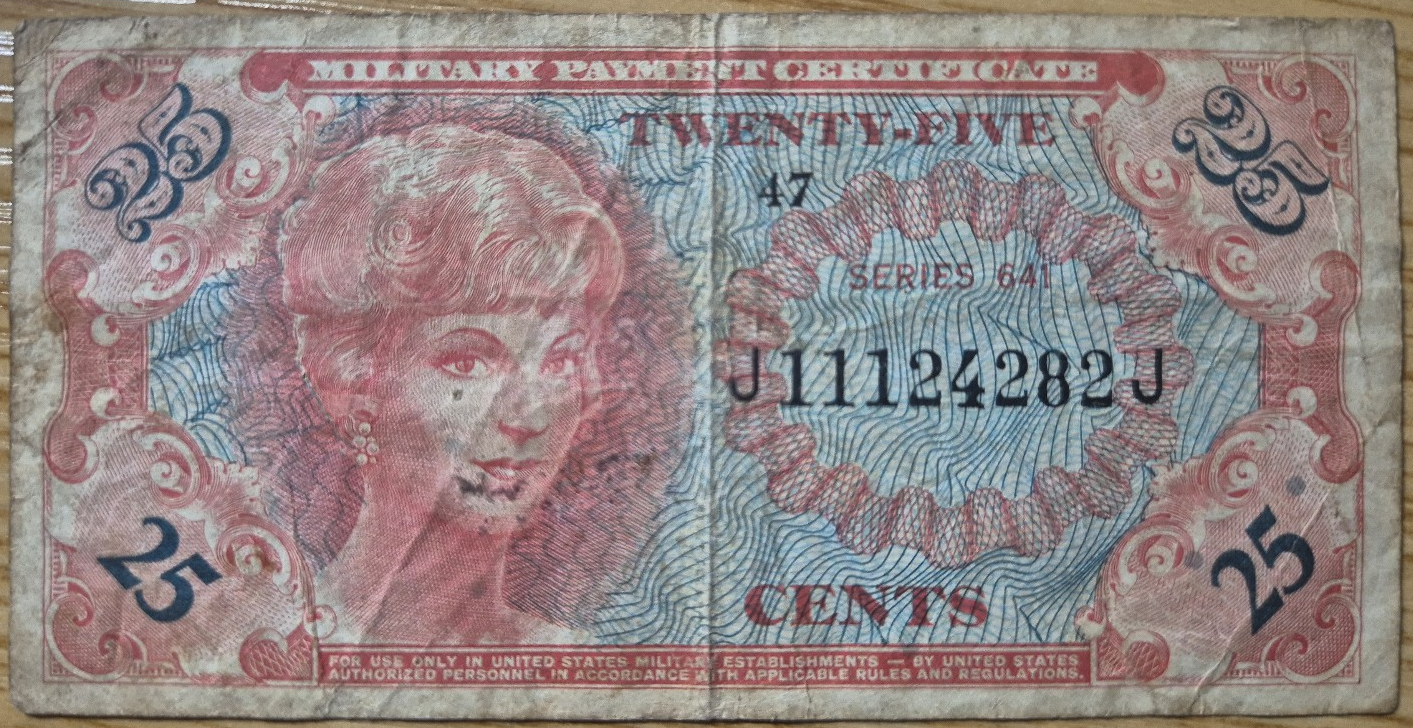 MILITARY PAYMENT CERTIFICATE
25
TWENTY-FIVE
25
47
SERIES 641
J11124282J
25
CENTS
25
FOR USE ONLY IN UNITED STATES MILITARY ESTABLISHMENTS — BY UNITED STATES
AUTHORIZED PERSONNEL IN ACCORDANCE WITH APPLICABLE RULES AND REGULATIONS.